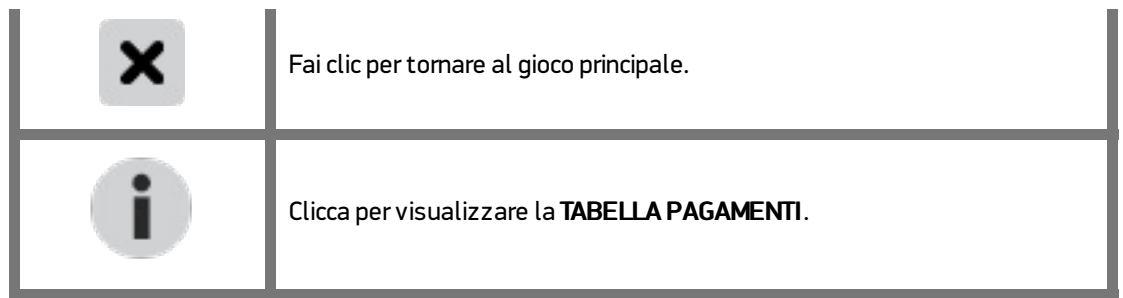 Fai clic per tornare al gioco principale.
Clicca per visualizzare la TABELLA PAGAMENTI.